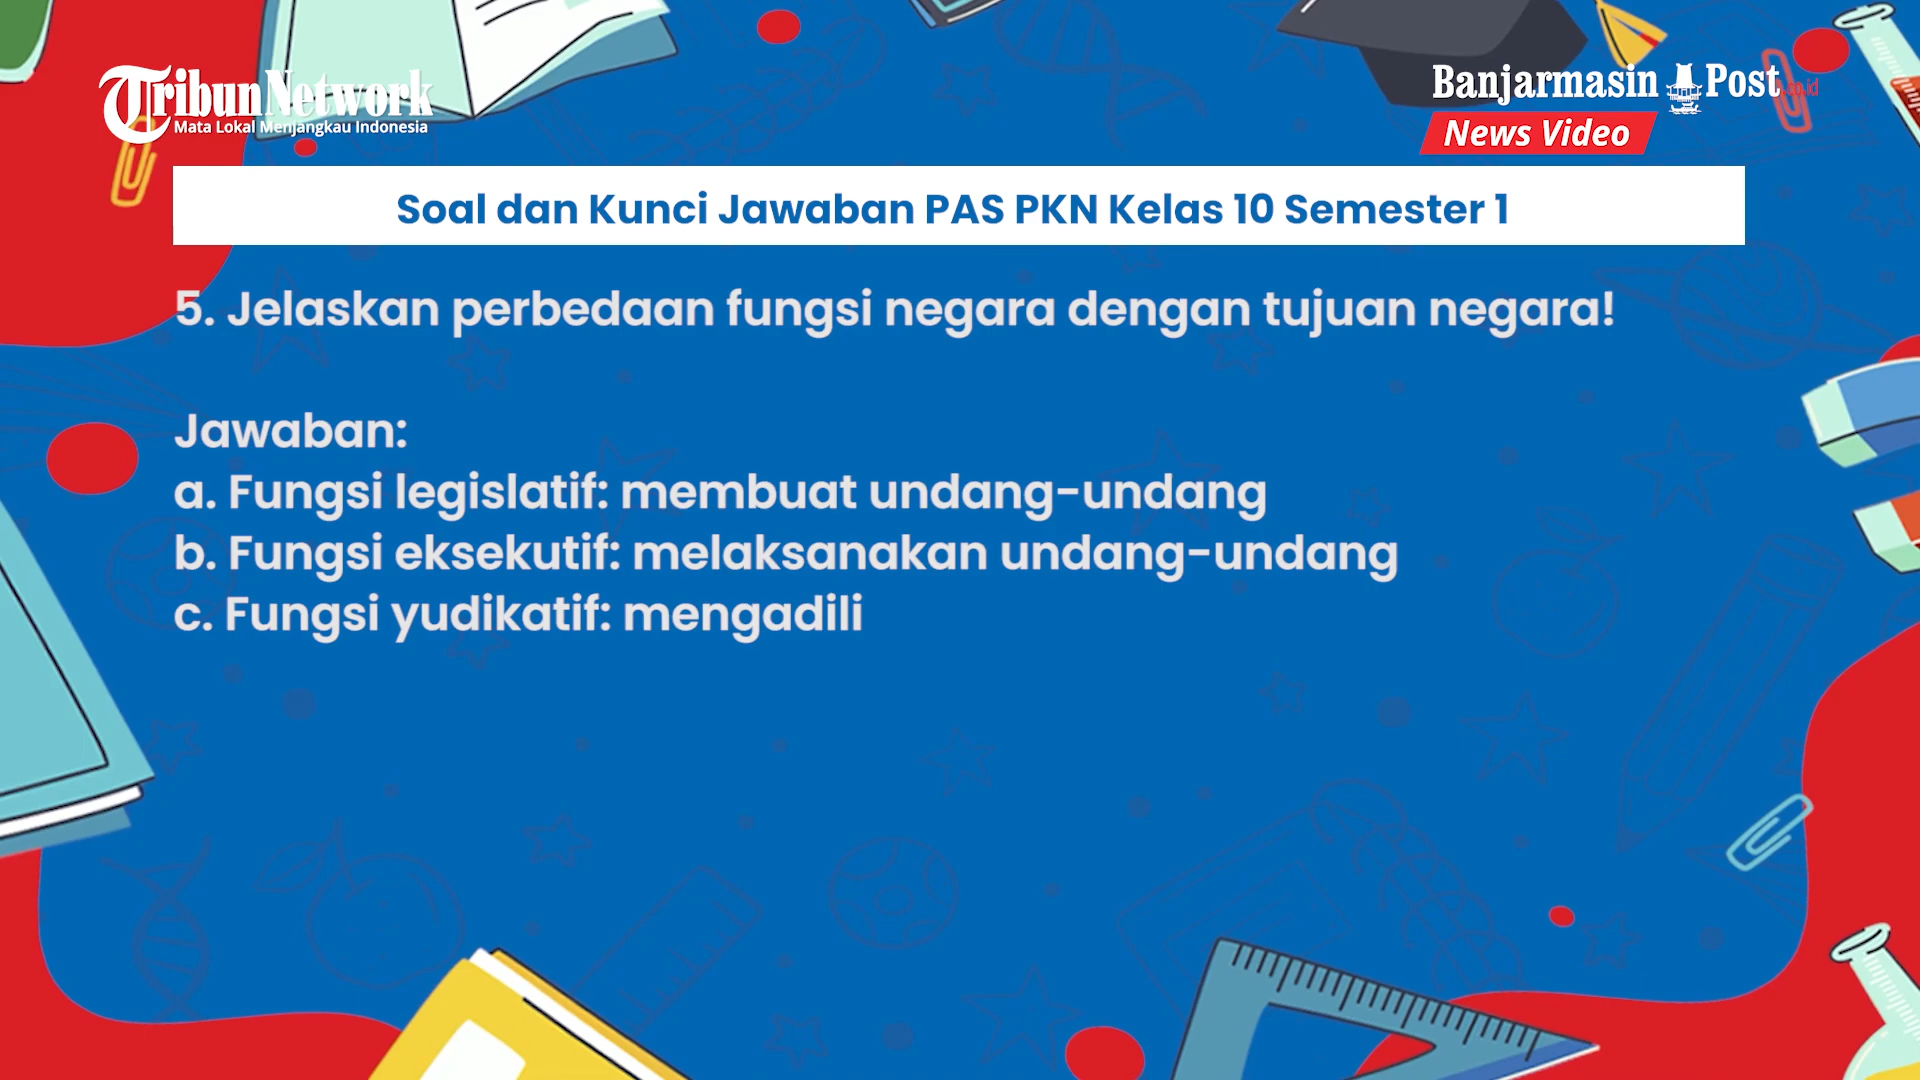 TribunNetwork
Mata Lokal Menjangkau Indonesia
Banjarmasin Post.co.id
News Video
Soal dan Kunci Jawaban PAS PKN Kelas 10 Semester 1
5. Jelaskan perbedaan fungsi negara dengan tujuan negara!
Jawaban:
a. Fungsi legislatif: membuat undang-undang
b. Fungsi eksekutif: melaksanakan undang-undang
c. Fungsi yudikatif: mengadili